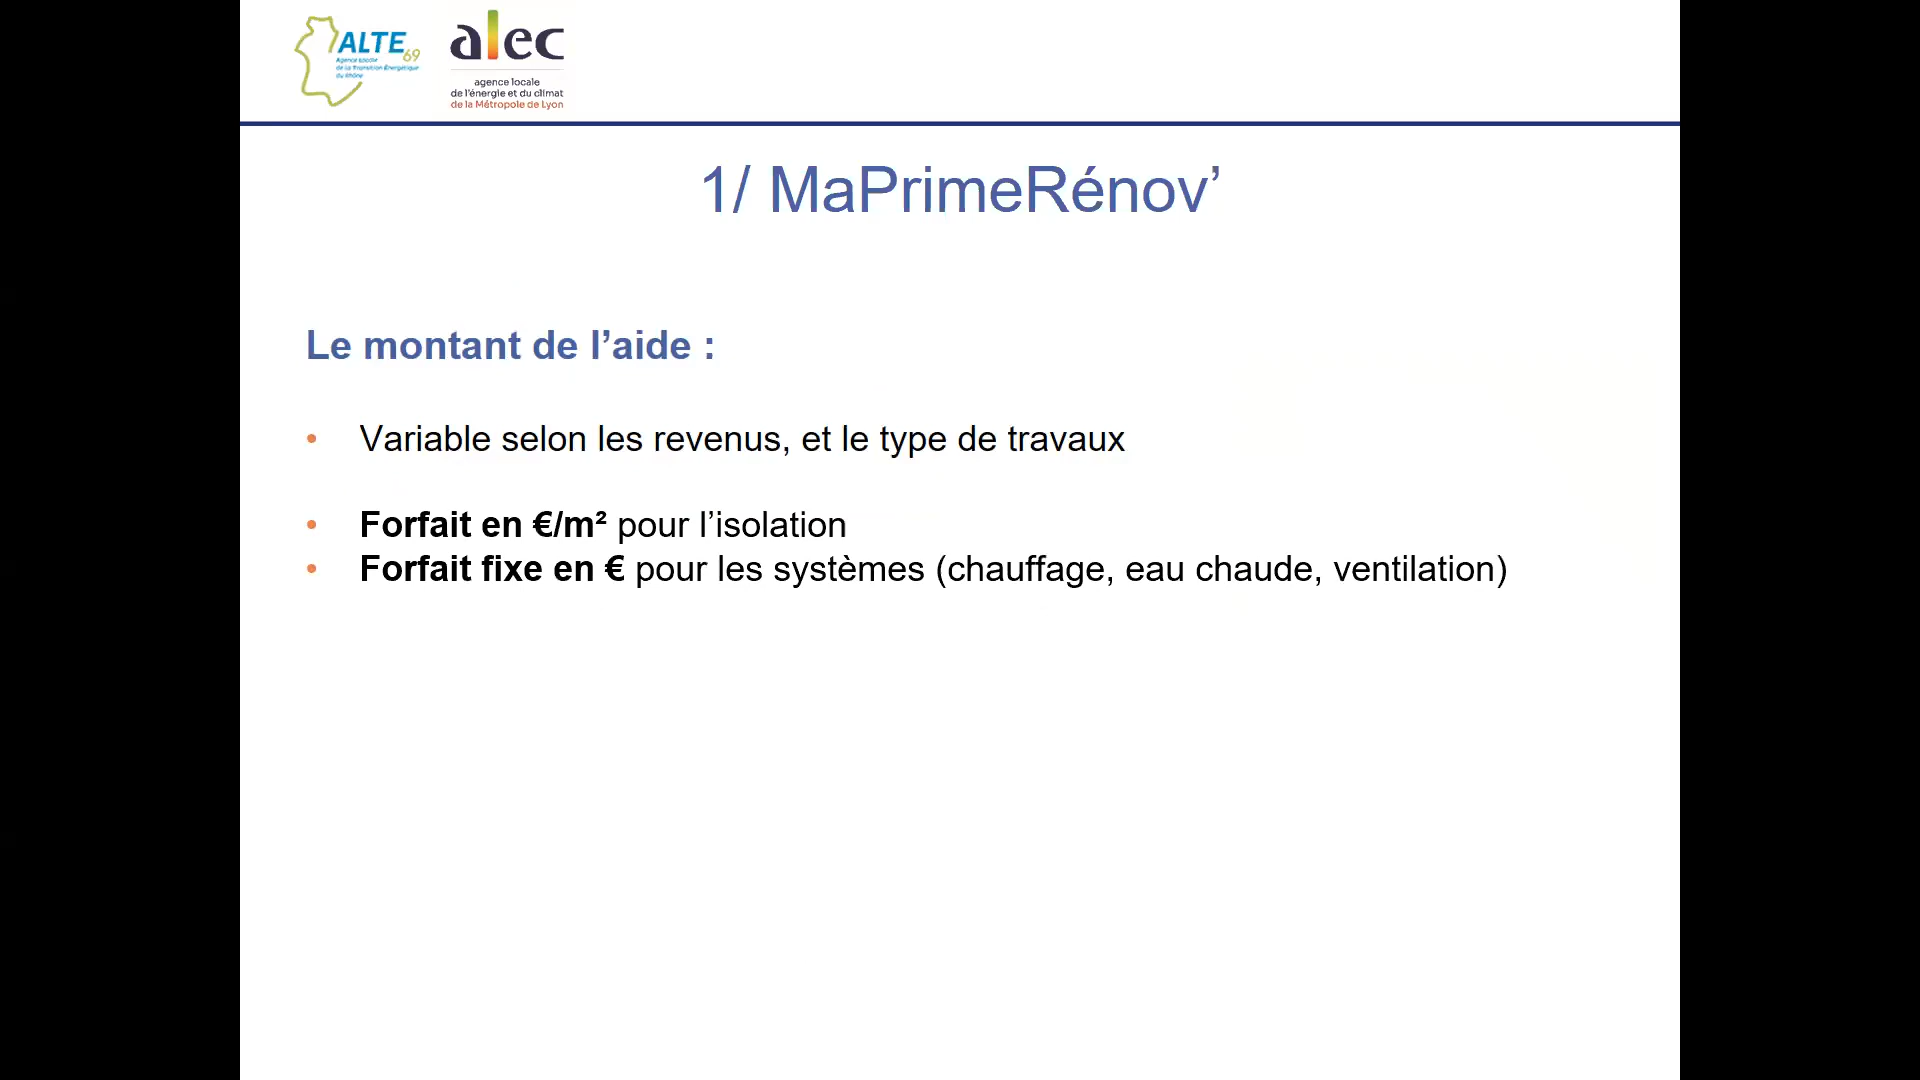 ALTE 69
Agence Locale
de la Transition Énergétique
du Rhône
alec
agence locale
de l'énergie et du climat
de la Métropole de Lyon
1/ MaPrimeRénov’
Le montant de l’aide :
• Variable selon les revenus, et le type de travaux
• Forfait en €/m² pour l’isolation
• Forfait fixe en € pour les systèmes (chauffage, eau chaude, ventilation)